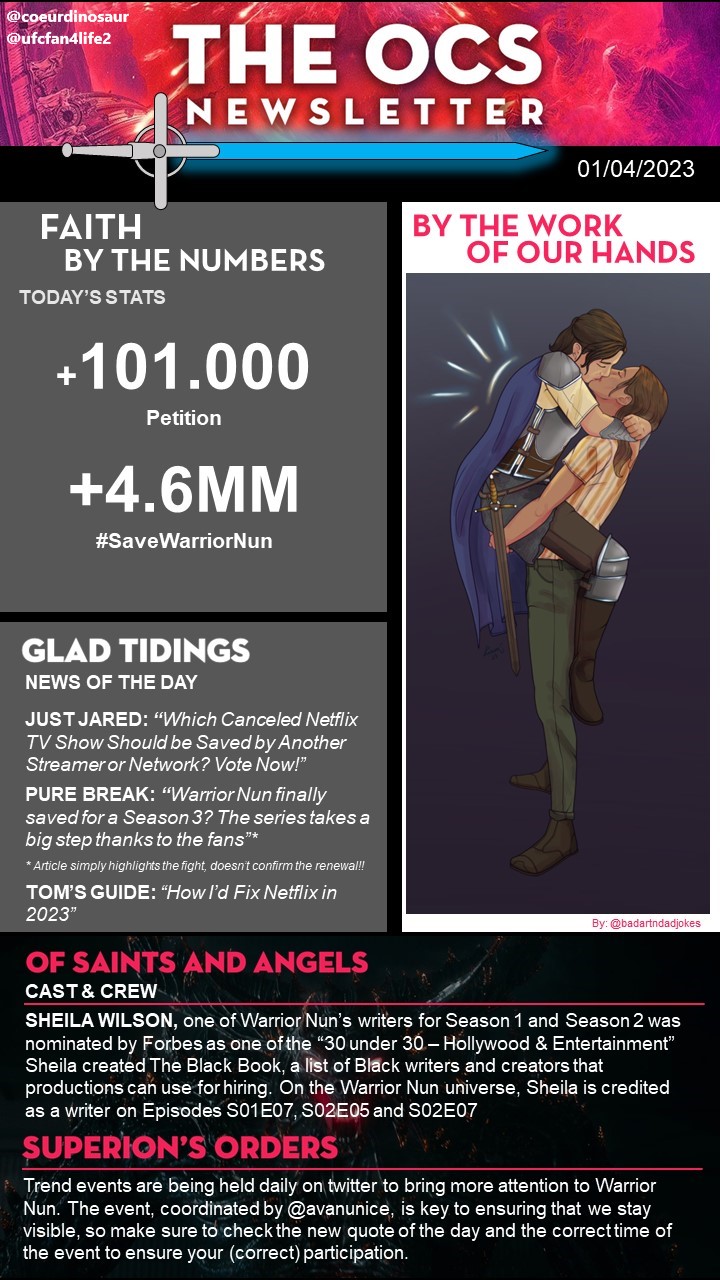 @coeurdinosaur
@ufcfan4life2
THE OCS
NEWSLETTER
01/04/2023
FAITH
BY THE NUMBERS
TODAY'S STATS
+101.000
Petition
+4.6MM
#SaveWarriorNun
GLAD TIDINGS
NEWS OF THE DAY
JUST JARED: “Which Canceled Netflix
TV Show Should be Saved by Another
Streamer or Network? Vote Now!”
PURE BREAK: “Warrior Nun finally
saved for a Season 3? The series takes a
big step thanks to the fans”*
* Article simply highlights the fight, doesn't confirm the renewal!!
TOM'S GUIDE: “How I'd Fix Netflix in
2023”
BY THE WORK
OF OUR HANDS
By: @badartndadjokes
OF SAINTS AND ANGELS
CAST & CREW
SHEILA WILSON, one of Warrior Nun's writers for Season 1 and Season 2 was
nominated by Forbes as one of the “30 under 30 – Hollywood & Entertainment”
Sheila created The Black Book, a list of Black writers and creators that
productions can use for hiring. On the Warrior Nun universe, Sheila is credited
as a writer on Episodes S01E07, S02E05 and S02E07
SUPERION'S ORDERS
Trend events are being held daily on twitter to bring more attention to Warrior
Nun. The event, coordinated by @avanunice, is key to ensuring that we stay
visible, so make sure to check the new quote of the day and the correct time of
the event to ensure your (correct) participation.